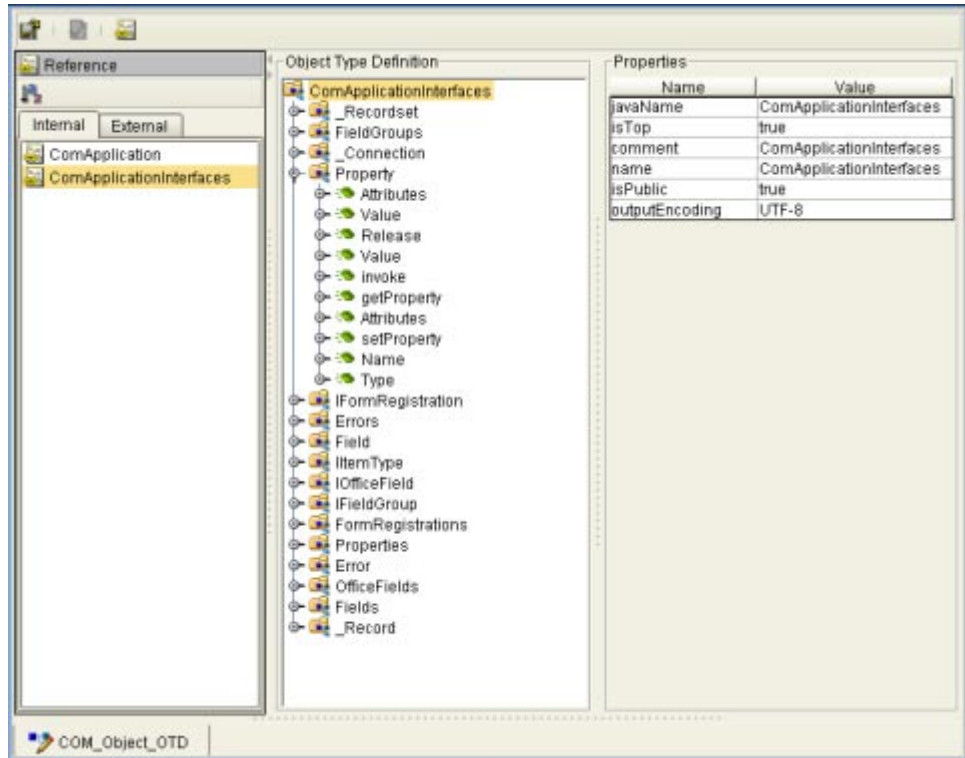 Reference
Internal
External
ComApplication
ComApplicationInterfaces
Object Type Definition
ComApplicationInterfaces
_Recordset
FieldGroups
_Connection
Property
Attributes
Value
Release
Value
invoke
getProperty
Attributes
setProperty
Name
Type
IFormRegistration
Errors
Field
IItemType
IOfficeField
IFieldGroup
FormRegistrations
Properties
Error
OfficeFields
Fields
_Record
Properties
Name Value
javaName ComApplicationInterfaces
isTop true
comment ComApplicationInterfaces
name ComApplicationInterfaces
isPublic true
outputEncoding UTF-8
COM_Object_OTD